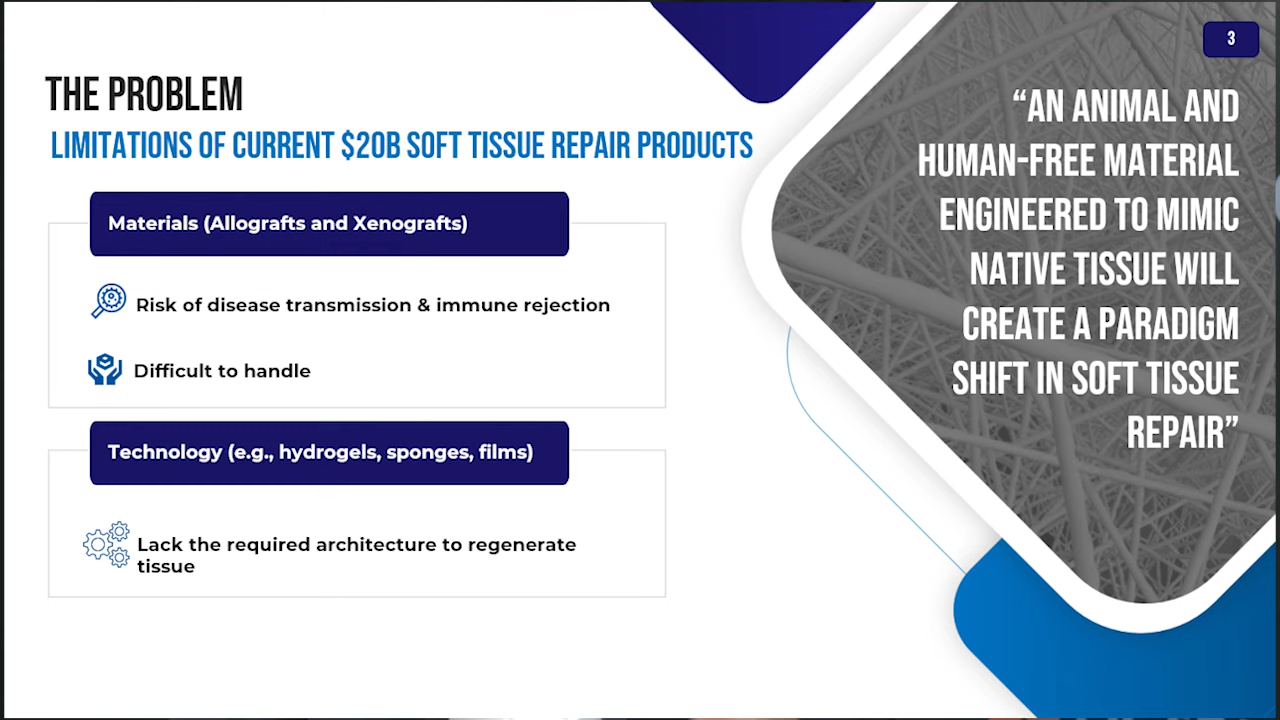 3
THE PROBLEM
LIMITATIONS OF CURRENT $20B SOFT TISSUE REPAIR PRODUCTS
Materials (Allografts and Xenografts)
Risk of disease transmission & immune rejection
Difficult to handle
Technology (e.g., hydrogels, sponges, films)
Lack the required architecture to regenerate
tissue
“AN ANIMAL AND
HUMAN-FREE MATERIAL
ENGINEERED TO MIMIC
NATIVE TISSUE WILL
CREATE A PARADIGM
SHIFT IN SOFT TISSUE
REPAIR”